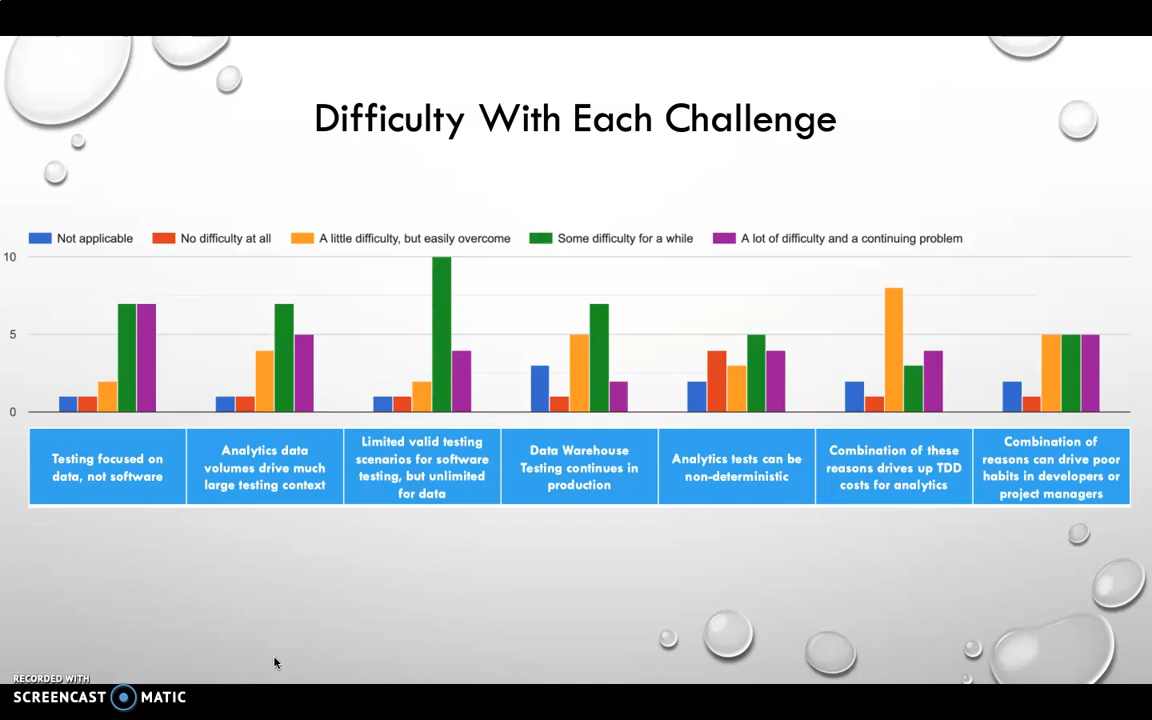 Difficulty With Each Challenge
Not applicable No difficulty at all A little difficulty, but easily overcome Some difficulty for a while A lot of difficulty and a continuing problem
10
5
0
Testing focused on
data, not software
Analytics data
volumes drive much
large testing context
Limited valid testing
scenarios for software
testing, but unlimited
for data
Data Warehouse
Testing continues in
production
Analytics tests can be
non-deterministic
Combination of these
reasons drives up TDD
costs for analytics
Combination of
reasons can drive poor
habits in developers or
project managers
RECORDED WITH
SCREENCAST MATIC